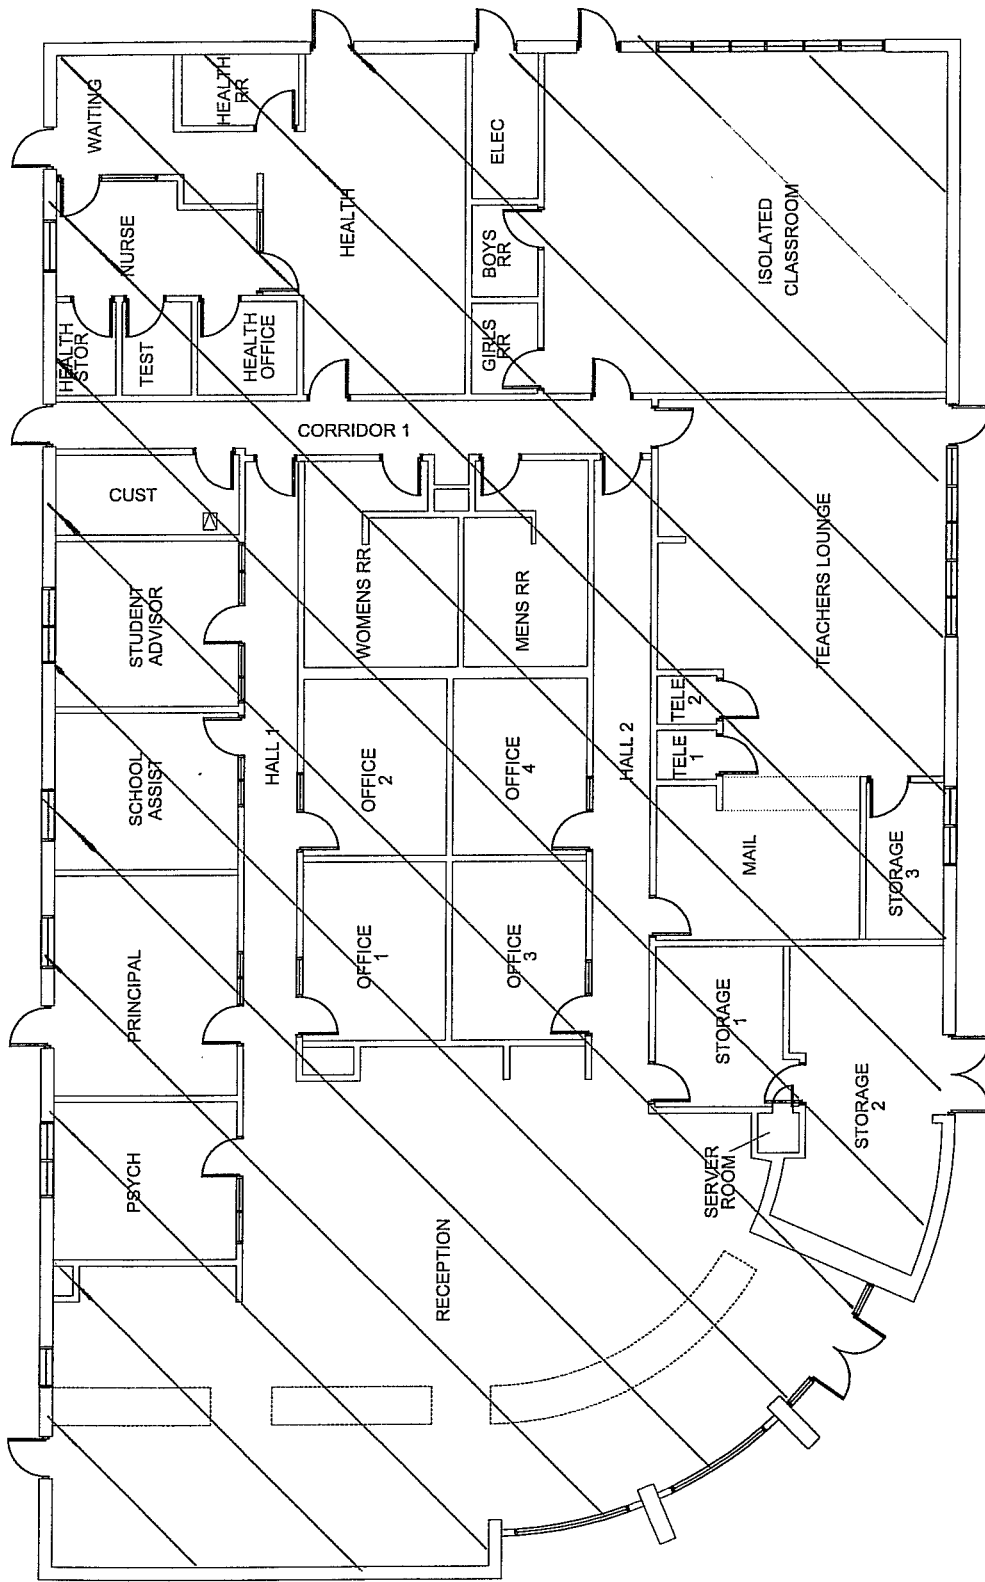 WAITING
HEALTH
RR
NURSE
HEALTH
STOR
TEST
HEALTH
OFFICE
HEALTH
ELEC
BOYS
RR
GIRLS
RR
ISOLATED
CLASSROOM
CORRIDOR 1
CUST
STUDENT
ADVISOR
SCHOOL
ASSIST
PRINCIPAL
PSYCH
HALL 1
WOMENS RR
MENS RR
OFFICE
2
OFFICE
4
OFFICE
1
OFFICE
3
HALL 2
TELE
2
TELE
1
TEACHERS LOUNGE
MAIL
STORAGE
3
STORAGE
1
STORAGE
2
SERVER
ROOM
RECEPTION